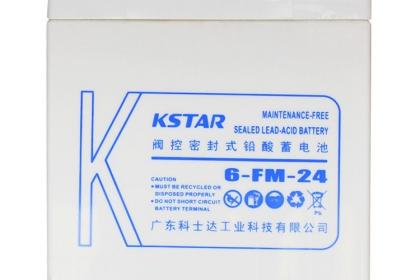 K
KSTAR
MAINTENANCE-FREE
SEALED LEAD-ACID BATTERY
阀控密封式铅酸蓄电池
6-FM-24
CAUTION
• MUST BE RECYCLED OR
DISPOSED PROPERLY
• DO NOT SHORT CIRCUIT
BATTERY TERMINAL
Pb
广东科士达工业科技有限公司